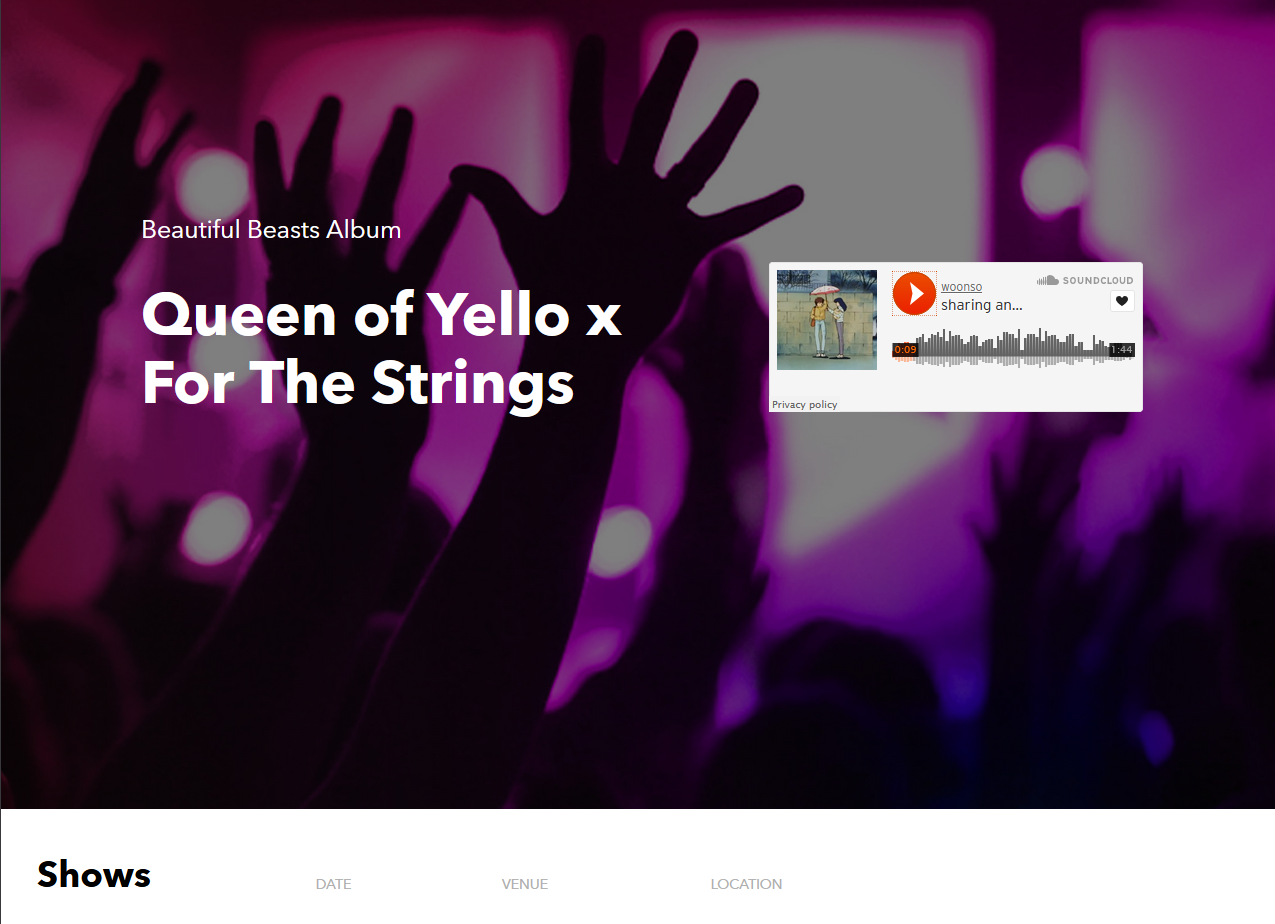 Beautiful Beasts Album
Queen of Yello x
For The Strings
woonso
SOUNDCLOUD
sharing an...
0:09
1:44
Privacy policy
Shows
DATE
VENUE
LOCATION